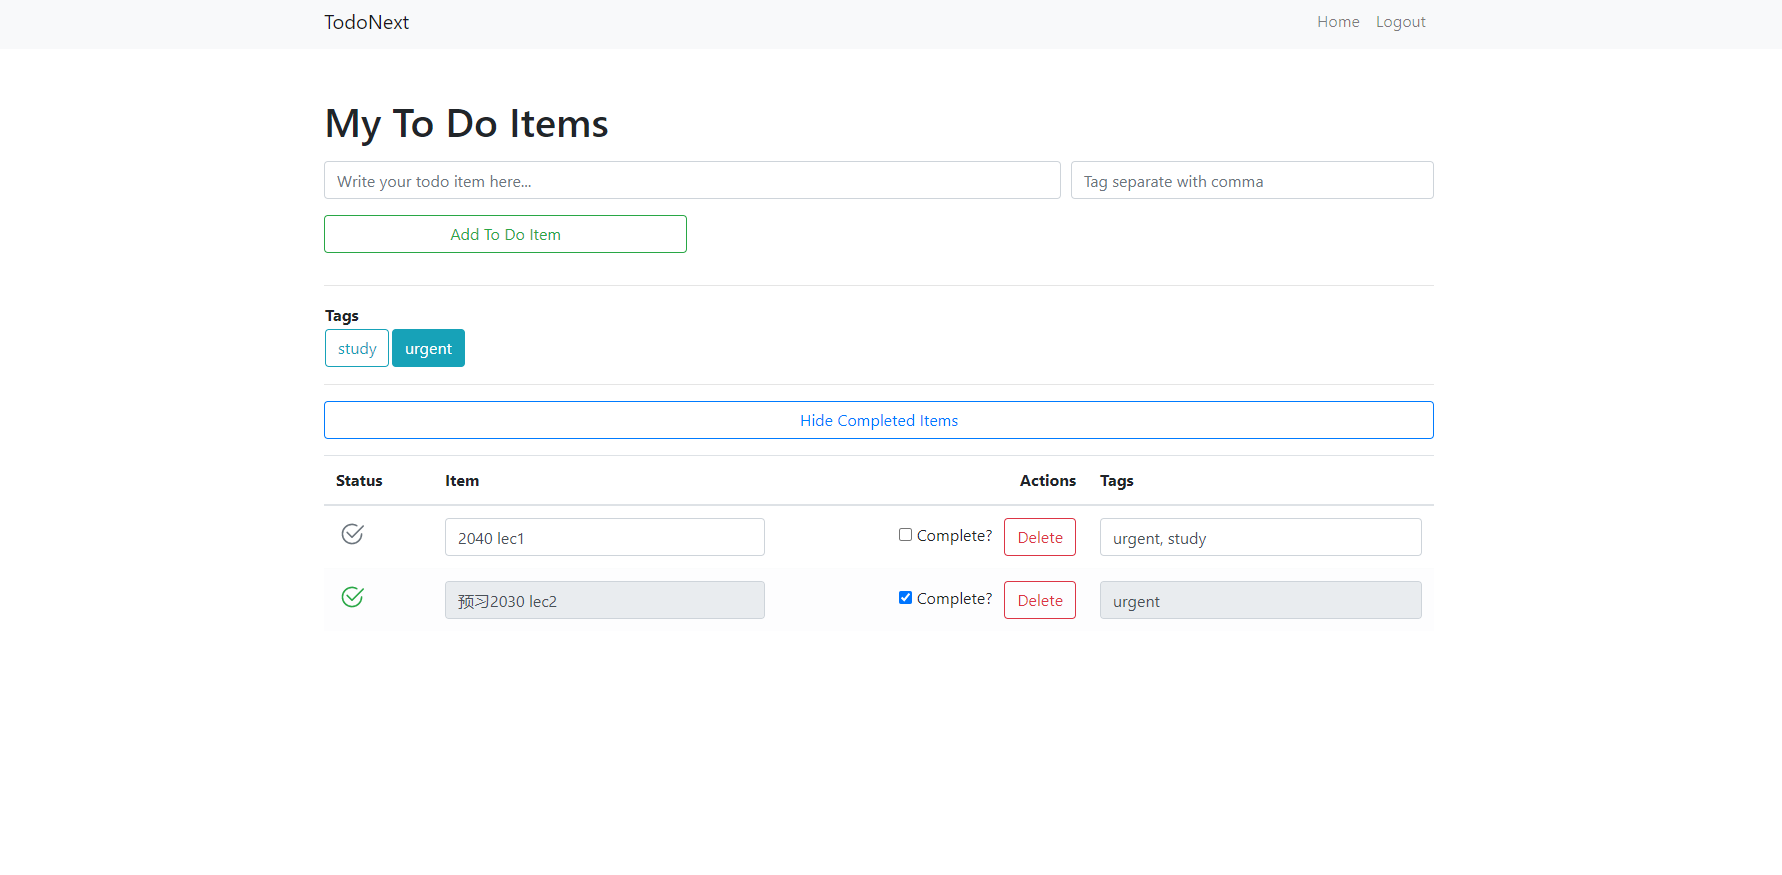 TodoNext Home Logout
My To Do Items
Write your todo item here... Tag separate with comma
Add To Do Item
Tags
study urgent
Hide Completed Items
Status Item Actions Tags
2040 lec1 Complete? Delete urgent, study
预习2030 lec2 Complete? Delete urgent